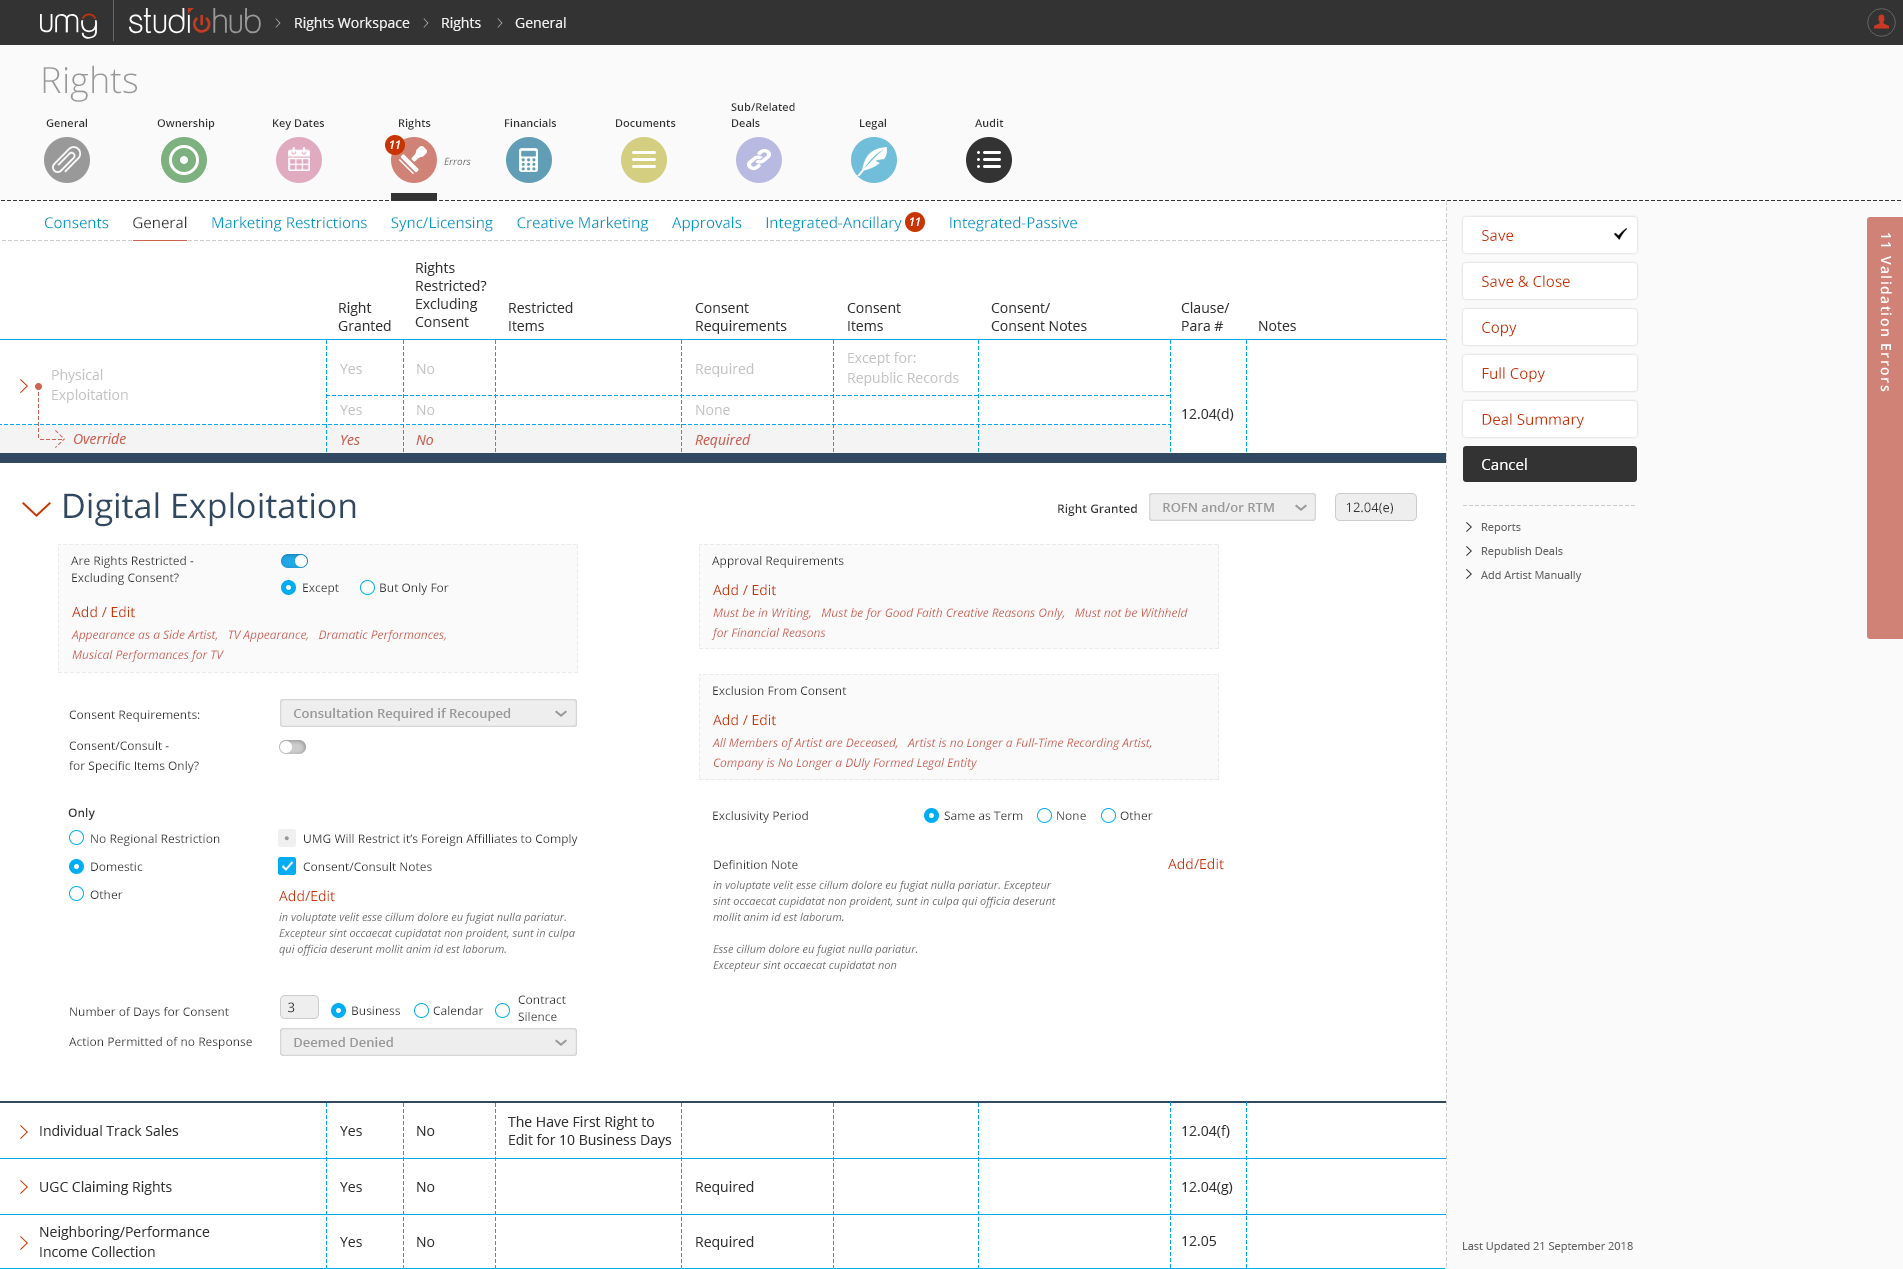 umg studiohub > Rights Workspace > Rights > General
Rights
General
Ownership
Key Dates
Rights
Financials
Documents
Sub/Related
Deals
Legal
Audit
11
Errors
Consents General Marketing Restrictions Sync/Licensing Creative Marketing Approvals Integrated-Ancillary 11 Integrated-Passive
Right
Granted
Rights
Restricted?
Excluding
Consent
Restricted
Items
Consent
Requirements
Consent
Items
Consent/
Consent Notes
Clause/
Para #
Notes
Physical
Exploitation
Yes No Required
Except for:
Republic Records
Yes No None
12.04(d)
Override Yes No Required
Digital Exploitation
Right Granted ROFN and/or RTM 12.04(e)
Are Rights Restricted -
Excluding Consent?
Except But Only For
Add / Edit
Appearance as a Side Artist, TV Appearance, Dramatic Performances,
Musical Performances for TV
Consent Requirements: Consultation Required if Recouped
Consent/Consult -
for Specific Items Only?
Only
No Regional Restriction
Domestic
Other
UMG Will Restrict it's Foreign Affilliates to Comply
Consent/Consult Notes
Add/Edit
in voluptate velit esse cillum dolore eu fugiat nulla pariatur.
Excepteur sint occaecat cupidatat non proident, sunt in culpa
qui officia deserunt mollit anim id est laborum.
Number of Days for Consent 3 Business Calendar
Contract
Silence
Action Permitted of no Response Deemed Denied
Approval Requirements
Add / Edit
Must be in Writing, Must be for Good Faith Creative Reasons Only, Must not be Withheld
for Financial Reasons
Exclusion From Consent
Add / Edit
All Members of Artist are Deceased, Artist is no Longer a Full-Time Recording Artist,
Company is No Longer a DUly Formed Legal Entity
Exclusivity Period Same as Term None Other
Definition Note Add/Edit
in voluptate velit esse cillum dolore eu fugiat nulla pariatur. Excepteur
sint occaecat cupidatat non proident, sunt in culpa qui officia deserunt
mollit anim id est laborum.
Esse cillum dolore eu fugiat nulla pariatur.
Excepteur sint occaecat cupidatat non
Individual Track Sales Yes No
The Have First Right to
Edit for 10 Business Days
12.04(f)
UGC Claiming Rights Yes No Required 12.04(g)
Neighboring/Performance
Income Collection
Yes No Required 12.05
Save
Save & Close
Copy
Full Copy
Deal Summary
Cancel
Reports
Republish Deals
Add Artist Manually
Last Updated 21 September 2018
11 Validation Errors